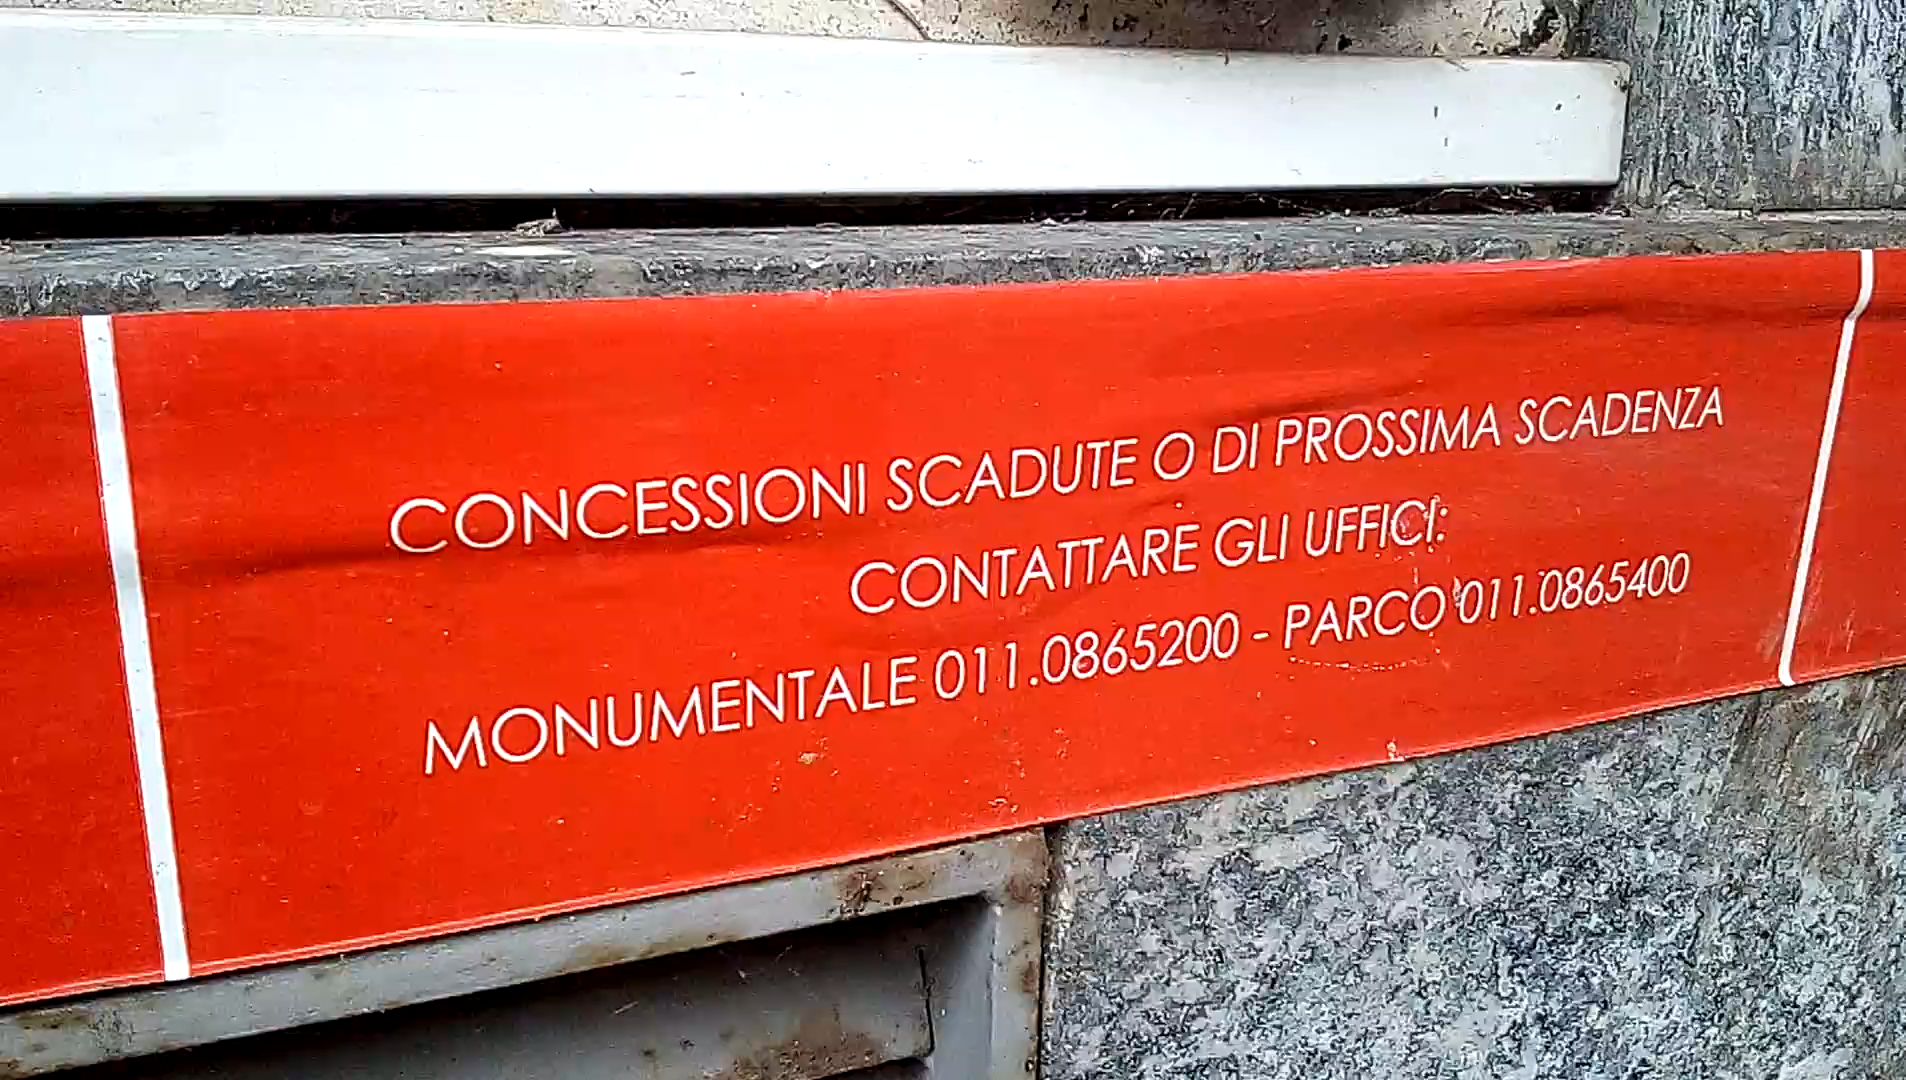 CONCESSIONI SCADUTE O DI PROSSIMA SCADENZA
CONTATTARE GLI UFFICI:
MONUMENTALE 011.0865200 - PARCO 011.0865400